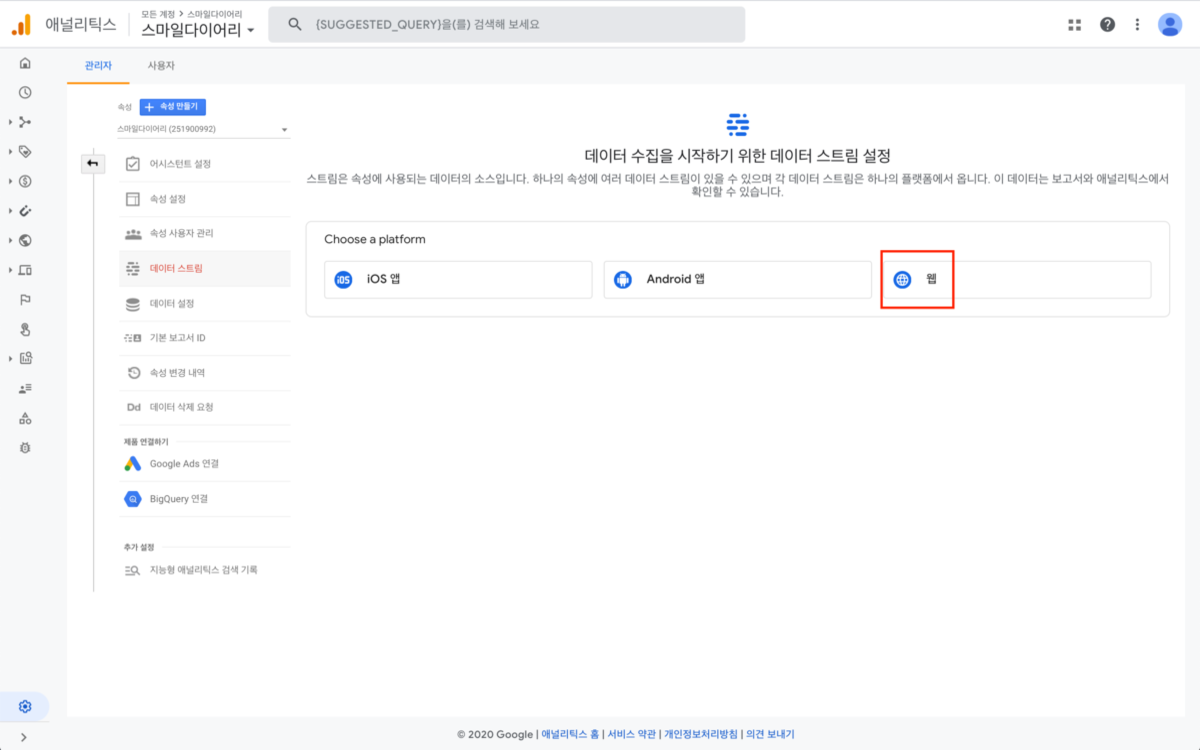 애널리틱스
모든 계정 > 스마일다이어리
스마일다이어리
{SUGGESTED_QUERY}을(를) 검색해 보세요
관리자
사용자
속성
속성 만들기
스마일다이어리 (251900992)
어시스턴트 설정
속성 설정
속성 사용자 관리
데이터 스트림
데이터 설정
기본 보고서 ID
속성 변경 내역
Dd 데이터 삭제 요청
제품 연결하기
Google Ads 연결
BigQuery 연결
추가 설정
지능형 애널리틱스 검색 기록
데이터 수집을 시작하기 위한 데이터 스트림 설정
스트림은 속성에 사용되는 데이터의 소스입니다. 하나의 속성에 여러 데이터 스트림이 있을 수 있으며 각 데이터 스트림은 하나의 플랫폼에서 옵니다. 이 데이터는 보고서와 애널리틱스에서
확인할 수 있습니다.
Choose a platform
iOS iOS 앱
Android 앱
웹
© 2020 Google | 애널리틱스 홈 | 서비스 약관 | 개인정보처리방침 | 의견 보내기